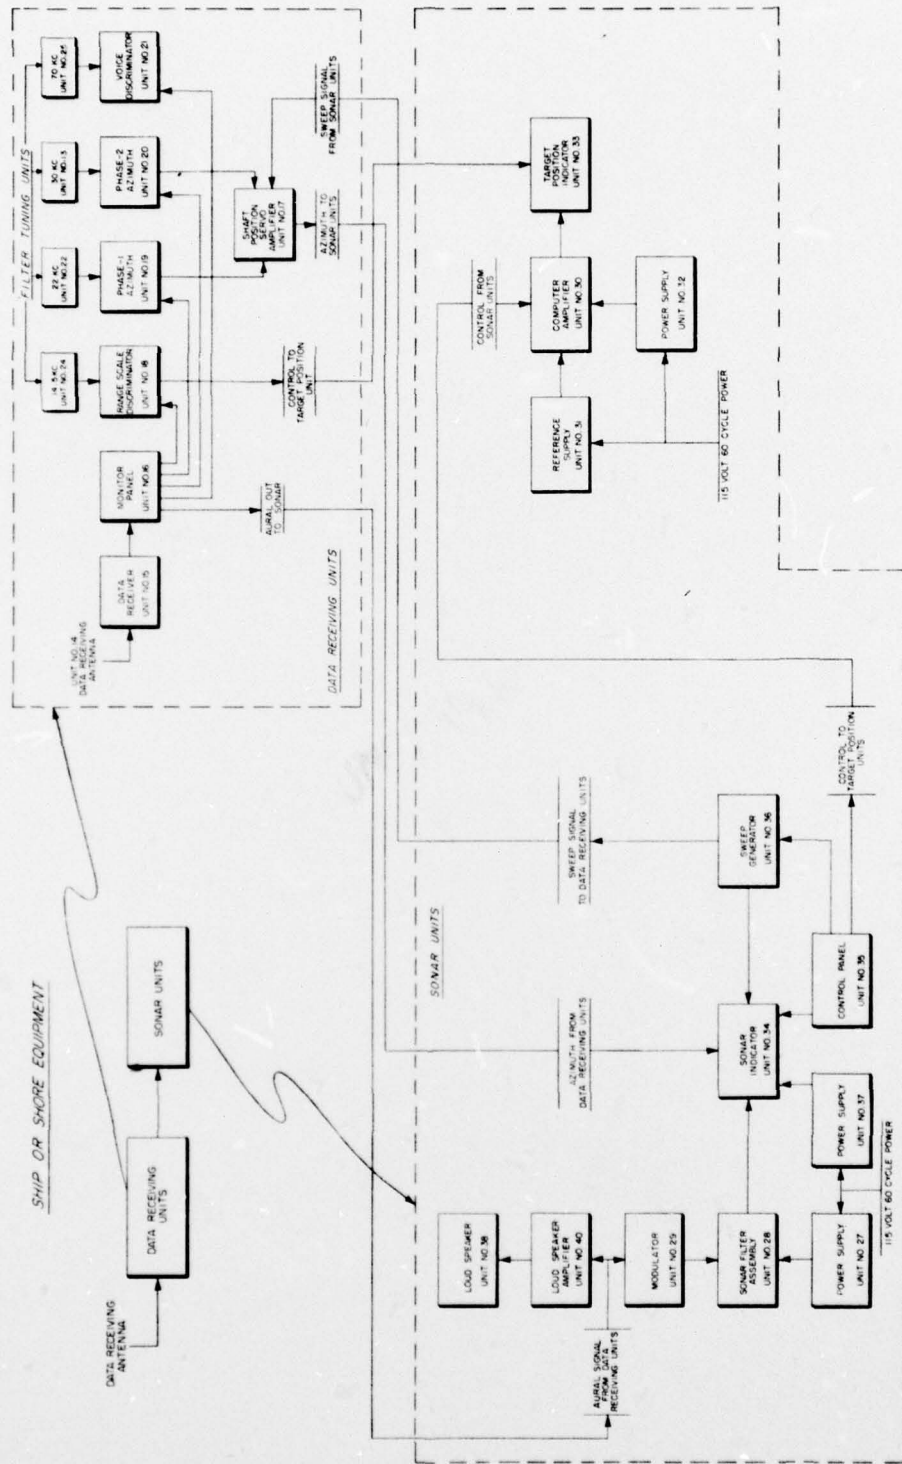 SHIP OR SHORE EQUIPMENT
DATA RECEIVING
ANTENNA
DATA RECEIVING
UNITS
SONAR UNITS
FILTER TUNING UNITS
14.5KC
UNIT NO.24
22 KC
UNIT NO.22
30 KC
UNIT NO.13
70 KC
UNIT NO.25
UNIT NO.14
DATA RECEIVING
ANTENNA
DATA
RECEIVER
UNIT NO.15
MONITOR
PANEL
UNIT NO.16
RANGE SCALE
DISCRIMINATOR
UNIT NO.18
PHASE-1
AZIMUTH
UNIT NO.19
PHASE-2
AZIMUTH
UNIT NO.20
VOICE
DISCRIMINATOR
UNIT NO.21
SHAFT
POSITION
SERVO
AMPLIFIER
UNIT NO.17
AURAL OUT
TO SONAR
CONTROL TO
TARGET POSITION
UNIT
AZIMUTH TO
SONAR UNITS
SWEEP SIGNAL
FROM SONAR UNITS
DATA RECEIVING UNITS
SONAR UNITS
LOUD SPEAKER
UNIT NO.38
LOUD SPEAKER
AMPLIFIER
UNIT NO.40
AURAL SIGNAL
FROM DATA
RECEIVING UNITS
MODULATOR
UNIT NO.29
SONAR FILTER
ASSEMBLY
UNIT NO.28
POWER SUPPLY
UNIT NO.27
POWER SUPPLY
UNIT NO.37
115 VOLT 60 CYCLE POWER
AZIMUTH FROM
DATA RECEIVING UNITS
SONAR
INDICATOR
UNIT NO.34
CONTROL PANEL
UNIT NO.35
SWEEP SIGNAL
TO DATA RECEIVING UNITS
SWEEP
GENERATOR
UNIT NO.36
CONTROL TO
TARGET POSITION
UNITS
CONTROL FROM
SONAR UNITS
TARGET
POSITION
INDICATOR
UNIT NO.33
REFERENCE
SUPPLY
UNIT NO.31
COMPUTER
AMPLIFIER
UNIT NO.30
POWER SUPPLY
UNIT NO.32
115 VOLT 60 CYCLE POWER